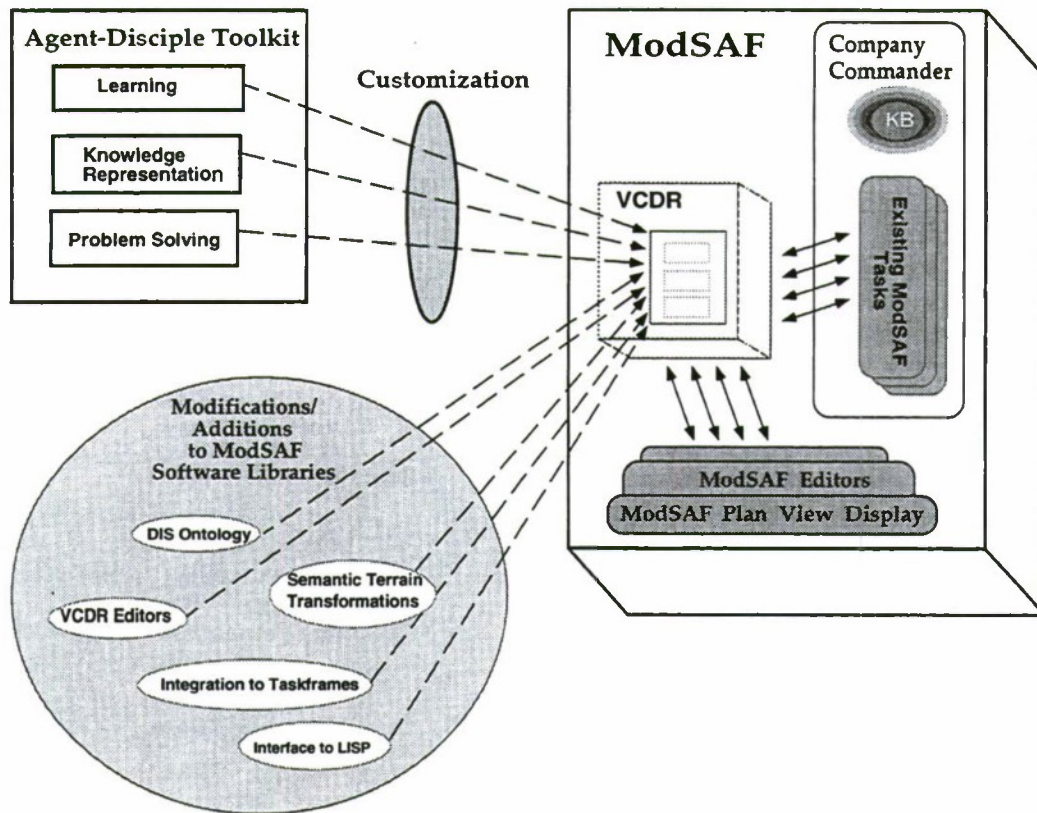 Agent-Disciple Toolkit
Learning
Knowledge
Representation
Problem Solving
Customization
ModSAF
Company
Commander
KB
VCDR
Existing ModSAF
Tasks
ModSAF Editors
ModSAF Plan View Display
Modifications/
Additions
to ModSAF
Software Libraries
DIS Ontology
Semantic Terrain
Transformations
VCDR Editors
Integration to Taskframes
Interface to LISP